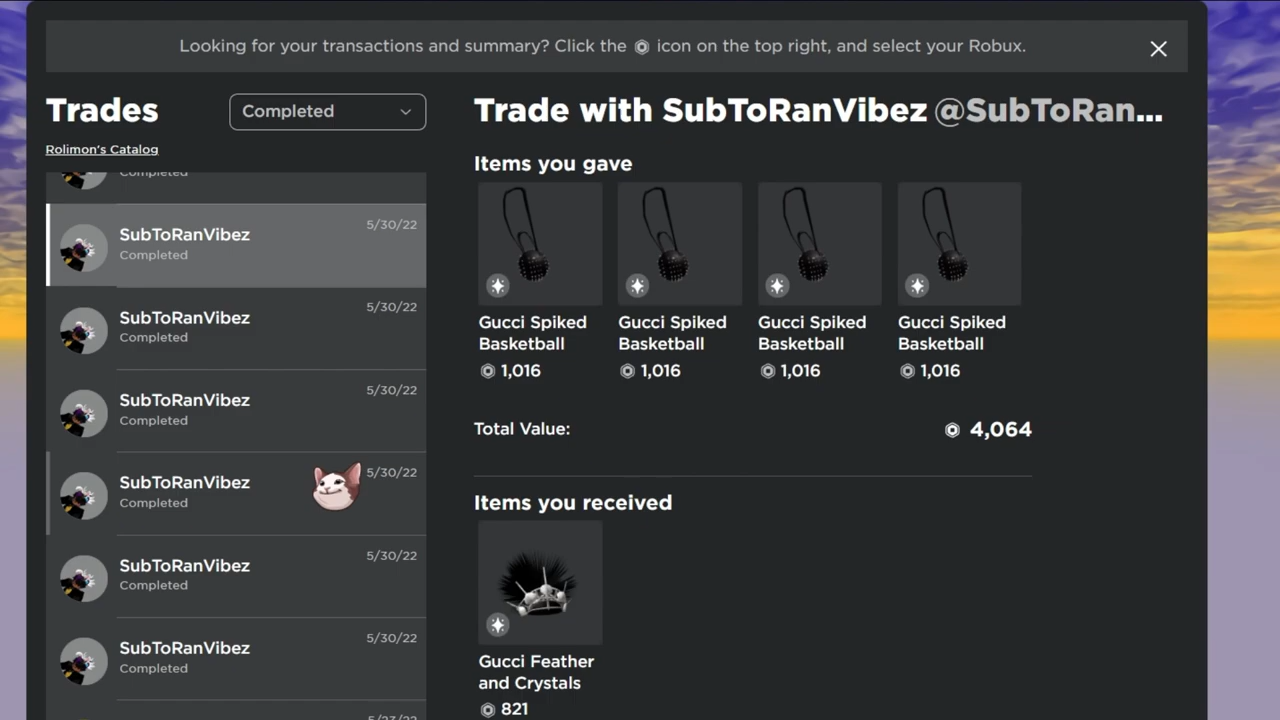 Looking for your transactions and summary? Click the icon on the top right, and select your Robux.
Trades
Completed
Rolimon's Catalog
Completed
SubToRanVibez
5/30/22
Completed
SubToRanVibez
5/30/22
Completed
SubToRanVibez
5/30/22
Completed
SubToRanVibez
5/30/22
Completed
SubToRanVibez
5/30/22
Completed
SubToRanVibez
5/30/22
Completed
5/23/22
Trade with SubToRanVibez @SubToRan...
Items you gave
Gucci Spiked Basketball
1,016
Gucci Spiked Basketball
1,016
Gucci Spiked Basketball
1,016
Gucci Spiked Basketball
1,016
Total Value:
4,064
Items you received
Gucci Feather and Crystals
821